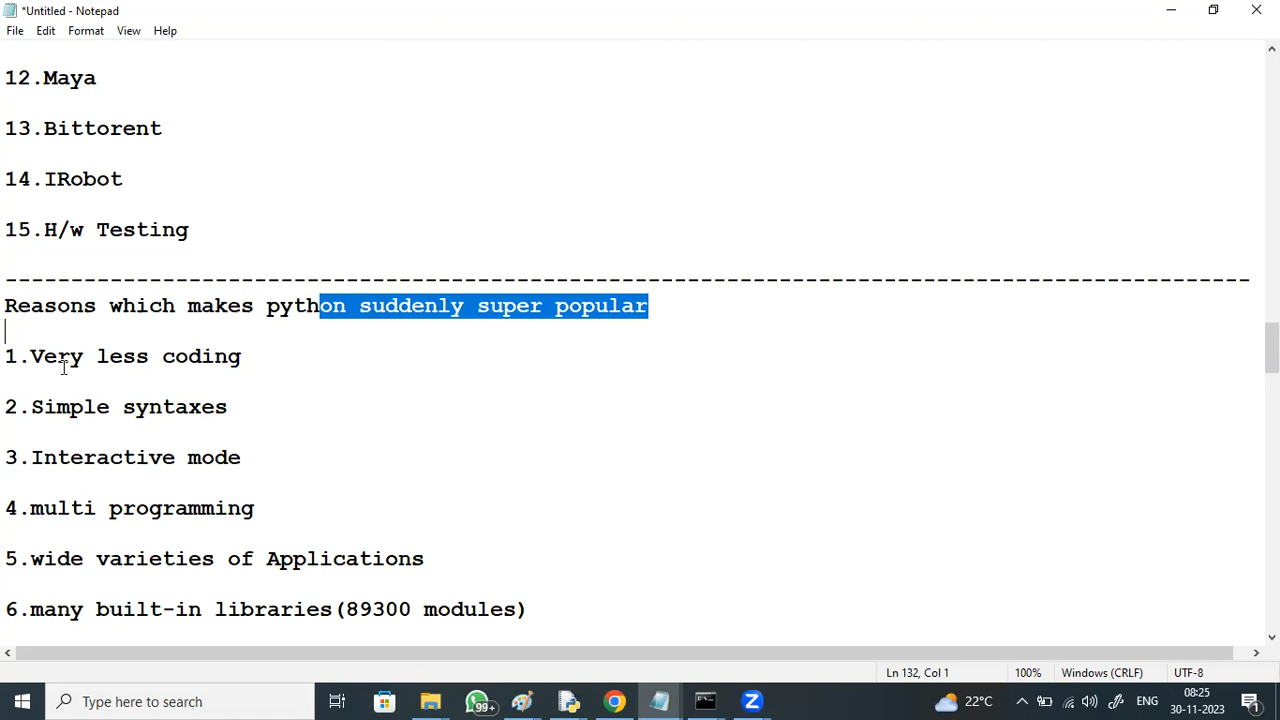 *Untitled - Notepad
File Edit Format View Help
12.Maya
13.Bittorent
14.IRobot
15.H/w Testing
-----------------------------------------------------------------------------------------------
Reasons which makes python suddenly super popular
1.Very less coding
2.Simple syntaxes
3.Interactive mode
4.multi programming
5.wide varieties of Applications
6.many built-in libraries(89300 modules)
Ln 132, Col 1 100% Windows (CRLF) UTF-8
Type here to search 99+ 22°C ENG 08:25
30-11-2023 1